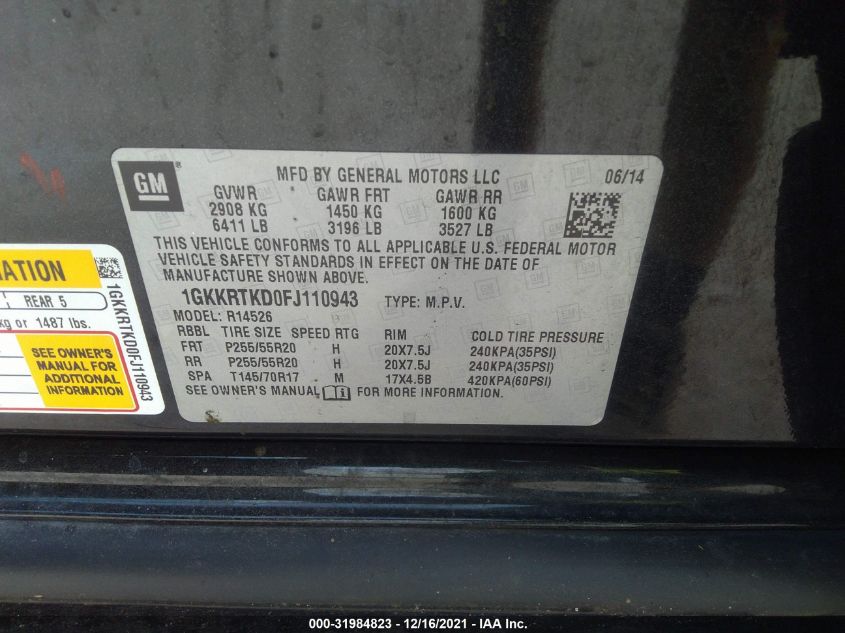 GM
MFD BY GENERAL MOTORS LLC 06/14
GVWR GAWR FRT GAWR RR
2908 KG 1450 KG 1600 KG
6411 LB 3196 LB 3527 LB
THIS VEHICLE CONFORMS TO ALL APPLICABLE U.S. FEDERAL MOTOR
VEHICLE SAFETY STANDARDS IN EFFECT ON THE DATE OF
MANUFACTURE SHOWN ABOVE.
1GKKRTKD0FJ110943 TYPE: M.P.V.
MODEL: R14526
RBBL TIRE SIZE SPEED RTG RIM COLD TIRE PRESSURE
FRT P255/55R20 H 20X7.5J 240KPA(35PSI)
RR P255/55R20 H 20X7.5J 240KPA(35PSI)
SPA T145/70R17 M 17X4.5B 420KPA(60PSI)
SEE OWNER'S MANUAL FOR MORE INFORMATION.
MATION
REAR 5
kg or 1487 lbs.
SEE OWNER'S
MANUAL FOR
ADDITIONAL
INFORMATION
1GKKRTKD0FJ110943
000-31984823 - 12/16/2021 - IAA Inc.